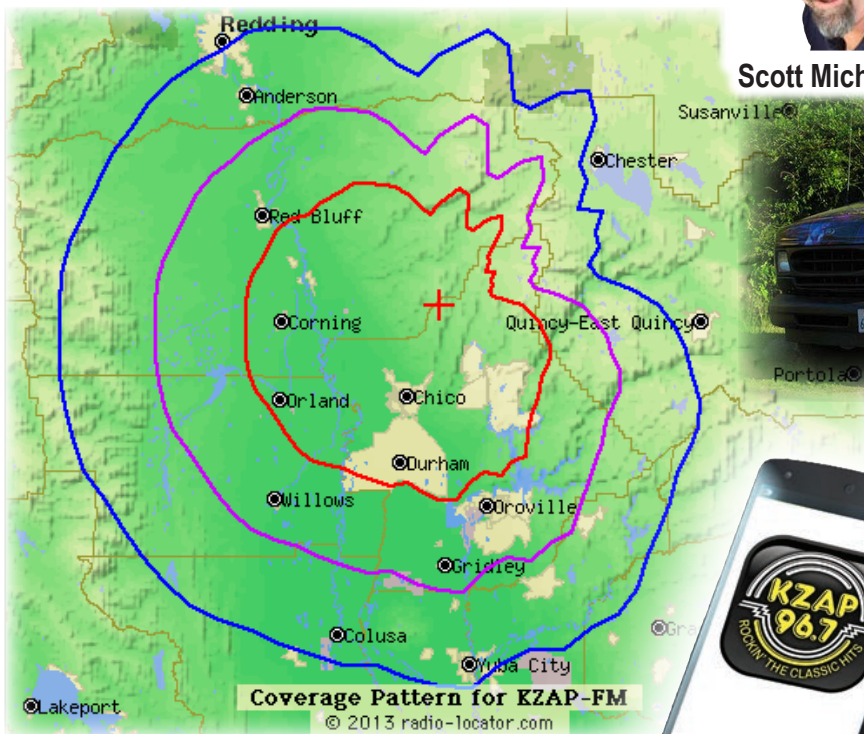 Redding
Scott Mich
Anderson
Susanville
Chester
Red Bluff
Corning
Quincy-East Quincy
Portola
Orland
Chico
Durham
Willows
Oroville
Gridley
KZAP
96.7
ROCKIN' THE CLASSIC HITS
Colusa
Gra
Yuba City
Lakeport
Coverage Pattern for KZAP-FM
© 2013 radio-locator.com